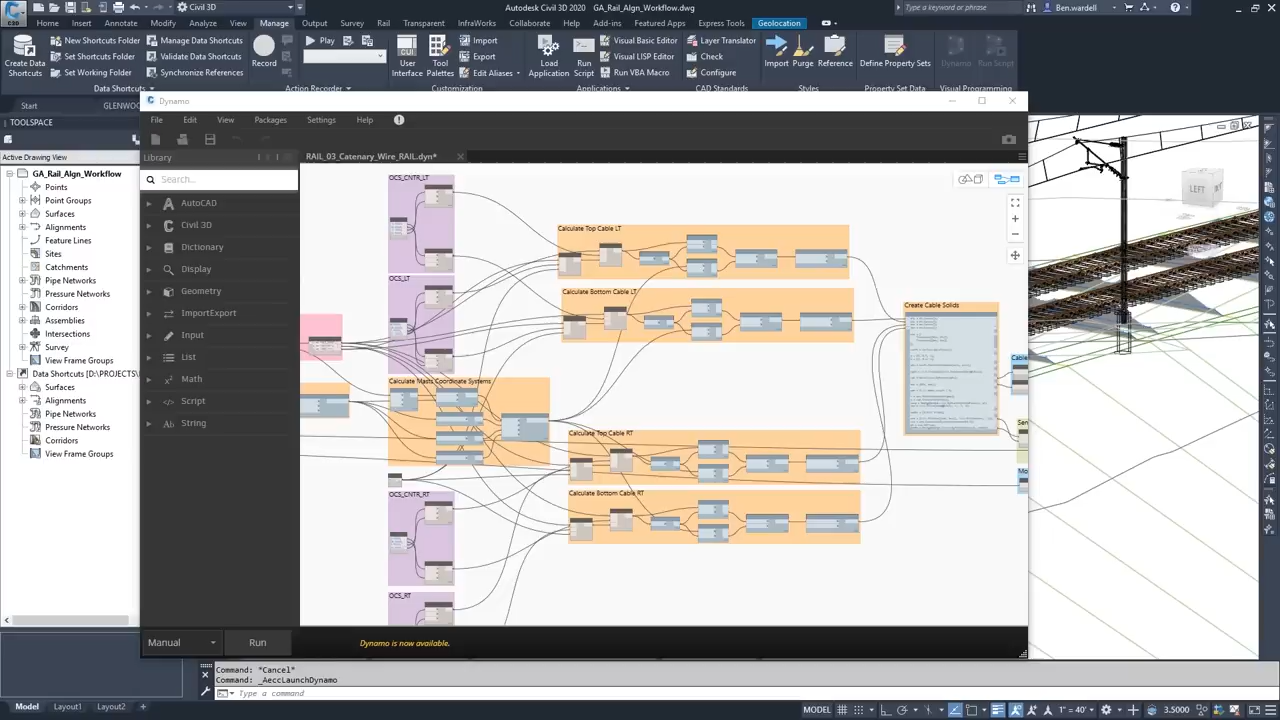 Civil 3D
Autodesk Civil 3D 2020 GA_Rail_Algn_Workflow.dwg
Type a keyword or phrase
Ben.wardell
Home
Insert
Annotate
Modify
Analyze
View
Manage
Output
Survey
Rail
Transparent
InfraWorks
Collaborate
Help
Add-ins
Featured Apps
Express Tools
Geolocation
Create Data
Shortcuts
New Shortcuts Folder
Set Shortcuts Folder
Set Working Folder
Manage Data Shortcuts
Validate Data Shortcuts
Synchronize References
Data Shortcuts
Record
Play
Action Recorder
User
Interface
Tool
Palettes
Import
Export
Edit Aliases
Customization
Load
Application
Run
Script
Visual Basic Editor
Visual LISP Editor
Run VBA Macro
Applications
Layer Translator
Check
Configure
CAD Standards
Import
Purge
Reference
Styles
Define Property Sets
Property Set Data
Dynamo
Run Script
Visual Programming
Start
GLENWOO
TOOLSPACE
Active Drawing View
GA_Rail_Algn_Workflow
Points
Point Groups
Surfaces
Alignments
Feature Lines
Sites
Catchments
Pipe Networks
Pressure Networks
Corridors
Assemblies
Intersections
Survey
View Frame Groups
Data Shortcuts [D:\PROJECTS\
Surfaces
Alignments
Pipe Networks
Pressure Networks
Corridors
View Frame Groups
Dynamo
File
Edit
View
Packages
Settings
Help
Library
Search...
AutoCAD
Civil 3D
Dictionary
Display
Geometry
ImportExport
Input
List
Math
Script
String
RAIL_03_Catenary_Wire_RAIL.dyn*
OCS_CNTR_LT
OCS_LT
Calculate Masts Coordinate Systems
OCS_CNTR_RT
OCS_RT
Calculate Top Cable LT
Calculate Bottom Cable LT
Calculate Top Cable RT
Calculate Bottom Cable RT
Create Cable Solids
Cable
Sen
Mo
LEFT
Manual
Run
Dynamo is now available.
Command: *Cancel*
Command: _AeccLaunchDynamo
Type a command
Model
Layout1
Layout2
MODEL
1" = 40'
3.5000